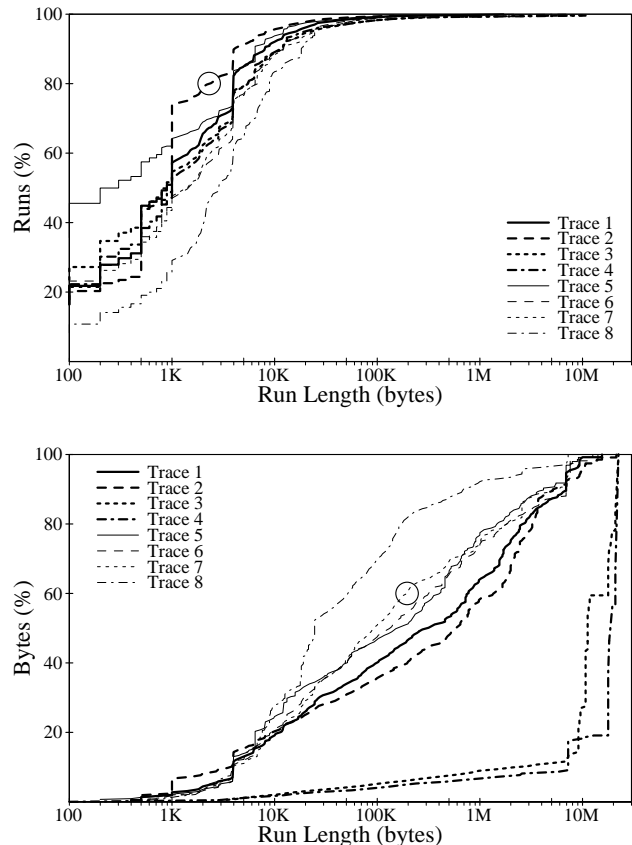 100
80
60
40
20
Runs (%)
Trace 1
Trace 2
Trace 3
Trace 4
Trace 5
Trace 6
Trace 7
Trace 8
100 1K 10K 100K 1M 10M
Run Length (bytes)
100
80
60
40
20
Bytes (%)
Trace 1
Trace 2
Trace 3
Trace 4
Trace 5
Trace 6
Trace 7
Trace 8
100 1K 10K 100K 1M 10M
Run Length (bytes)